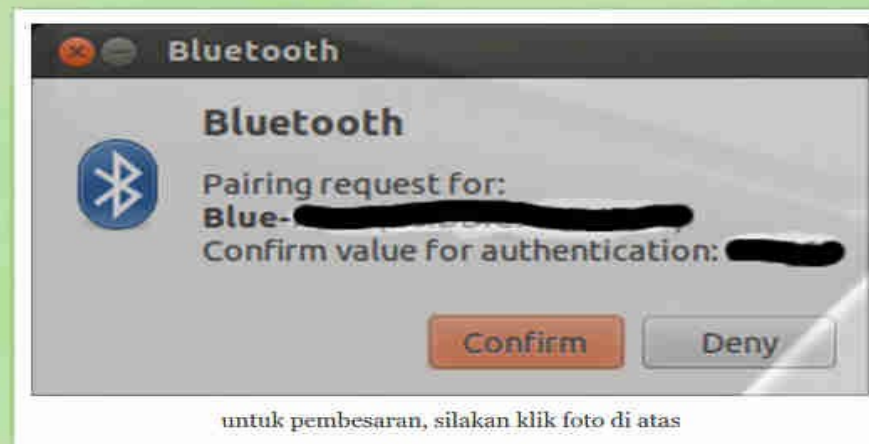 Bluetooth
Bluetooth
Pairing request for:
Blue-
Confirm value for authentication:
Confirm
Deny
untuk pembesaran, silakan klik foto di atas